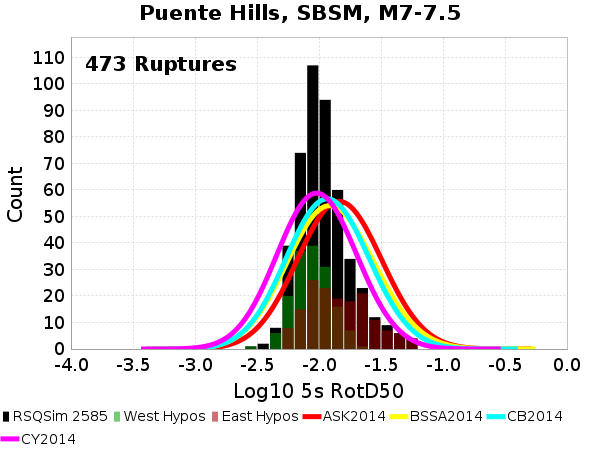 Puente Hills, SBSM, M7-7.5
473 Ruptures
110
100
90
80
70
60
50
40
30
20
10
0
Count
-4.0 -3.5 -3.0 -2.5 -2.0 -1.5 -1.0 -0.5 0.0
Log10 5s RotD50
RSQSim 2585 West Hypos East Hypos ASK2014 BSSA2014 CB2014
CY2014